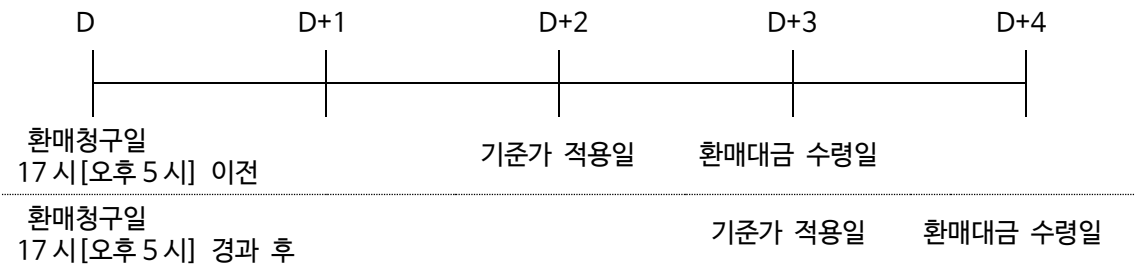 D D+1 D+2 D+3 D+4
환매청구일
17시[오후 5시] 이전
기준가 적용일 환매대금 수령일
환매청구일
17시[오후 5시] 경과 후
기준가 적용일 환매대금 수령일